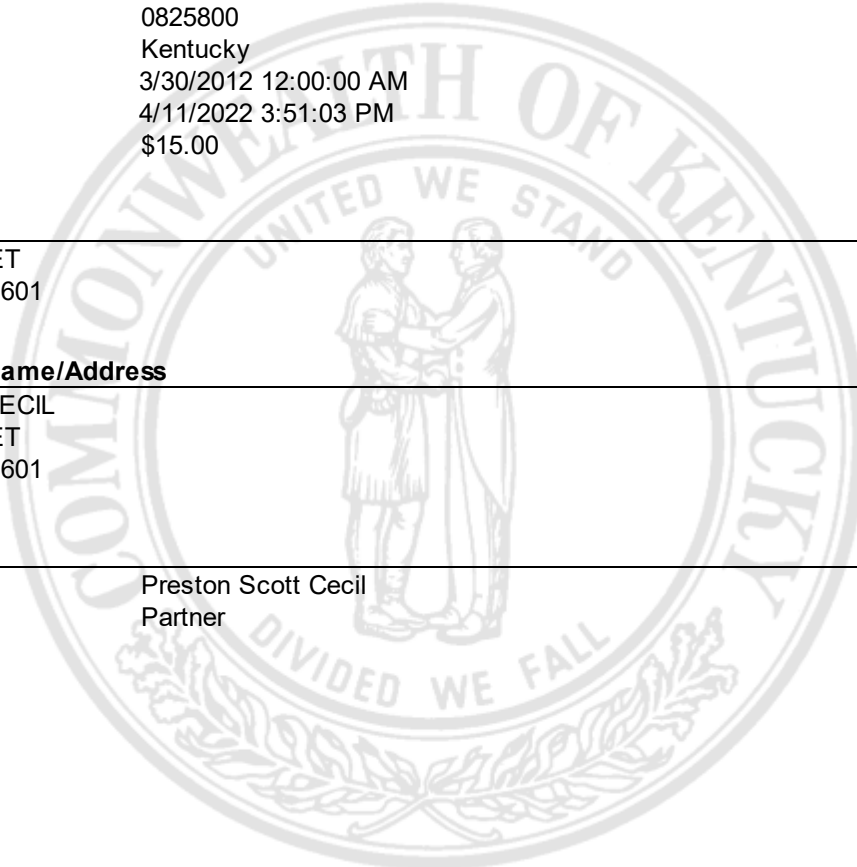 0825800
Kentucky
3/30/2012 12:00:00 AM
4/11/2022 3:51:03 PM
$15.00
COMMONWEALTH OF KENTUCKY
UNITED WE STAND
ET
601
ame/Address
ECIL
ET
601
Preston Scott Cecil
Partner
DIVIDED WE FALL